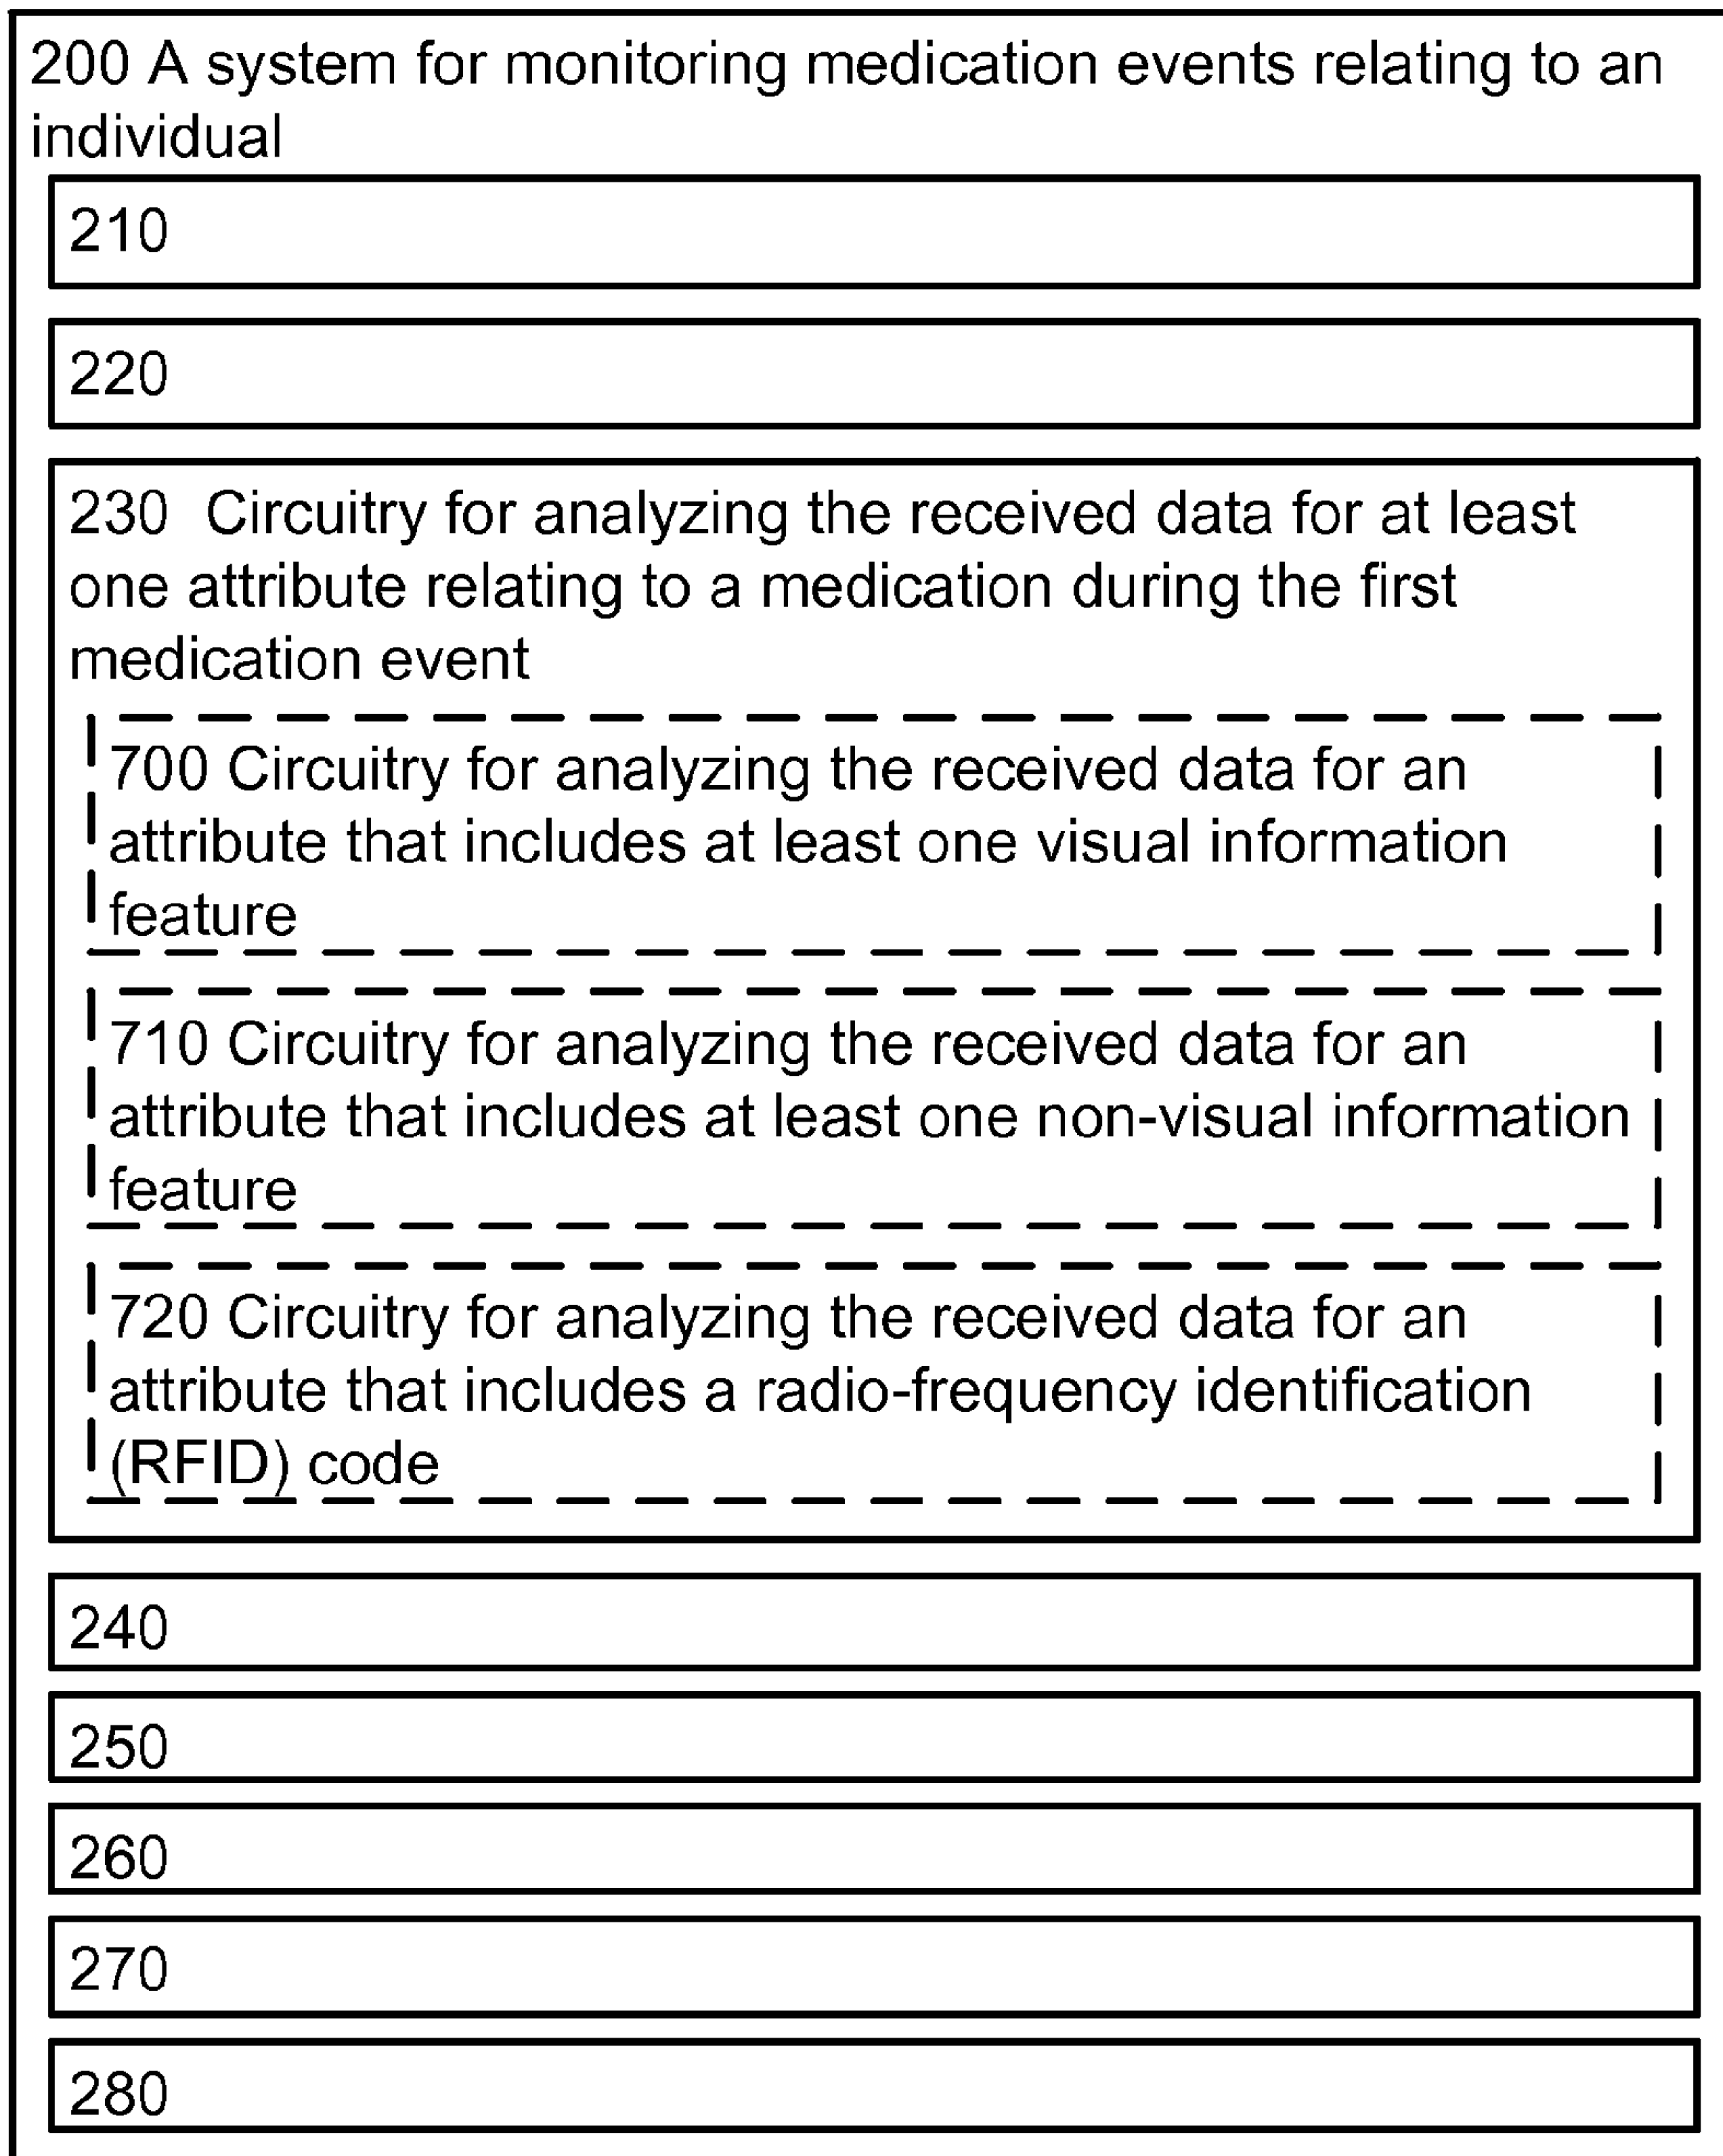 200 A system for monitoring medication events relating to an
individual
210
220
230 Circuitry for analyzing the received data for at least
one attribute relating to a medication during the first
medication event
700 Circuitry for analyzing the received data for an
attribute that includes at least one visual information
feature
710 Circuitry for analyzing the received data for an
attribute that includes at least one non-visual information
feature
720 Circuitry for analyzing the received data for an
attribute that includes a radio-frequency identification
(RFID) code
240
250
260
270
280